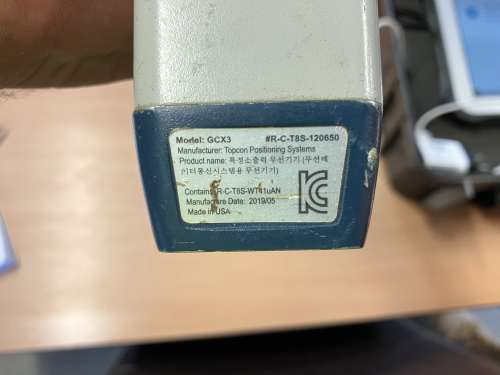 Model: GCX3 #R-C-T8S-120650
Manufacturer: Topcon Positioning Systems
Product name: 특정소출력 무선기기 (무선데
이터통신시스템용 무선기기)
Contains: R-C-T8S-WT41uAN
Manufacture Date: 2019/05
Made in USA